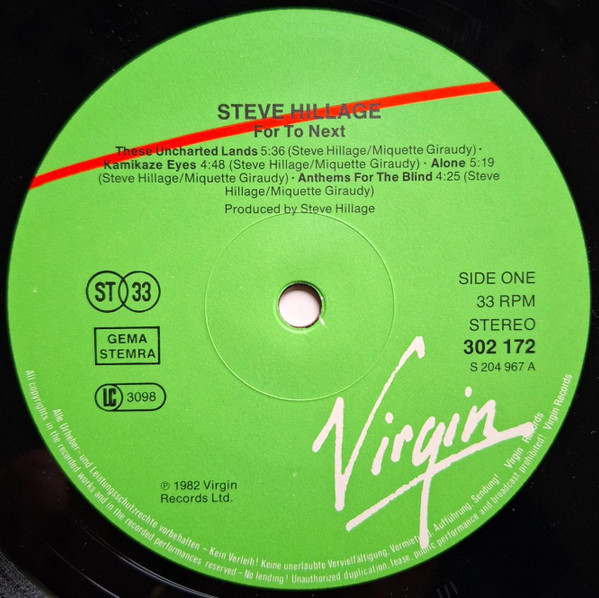 STEVE HILLAGE
For To Next
These Uncharted Lands 5:36 (Steve Hillage/Miquette Giraudy) ·
Kamikaze Eyes 4:48 (Steve Hillage/Miquette Giraudy) · Alone 5:19
(Steve Hillage/Miquette Giraudy) · Anthems For The Blind 4:25 (Steve
Hillage/Miquette Giraudy)
Produced by Steve Hillage
ST 33
GEMA
STEMRA
LC 3098
SIDE ONE
33 RPM
STEREO
302 172
S 204 967 A
Virgin
℗ 1982 Virgin
Records Ltd.
Alle Urheber- und Leistungsschutzrechte vorbehalten – Kein Verleih! Keine unerlaubte Vervielfältigung, Vermietung, Aufführung, Sendung! Virgin Records
All copyrights in the recorded works and in the recorded performances reserved – No lending! Unauthorized duplication, lease, public performance and broadcast prohibited! Virgin Records